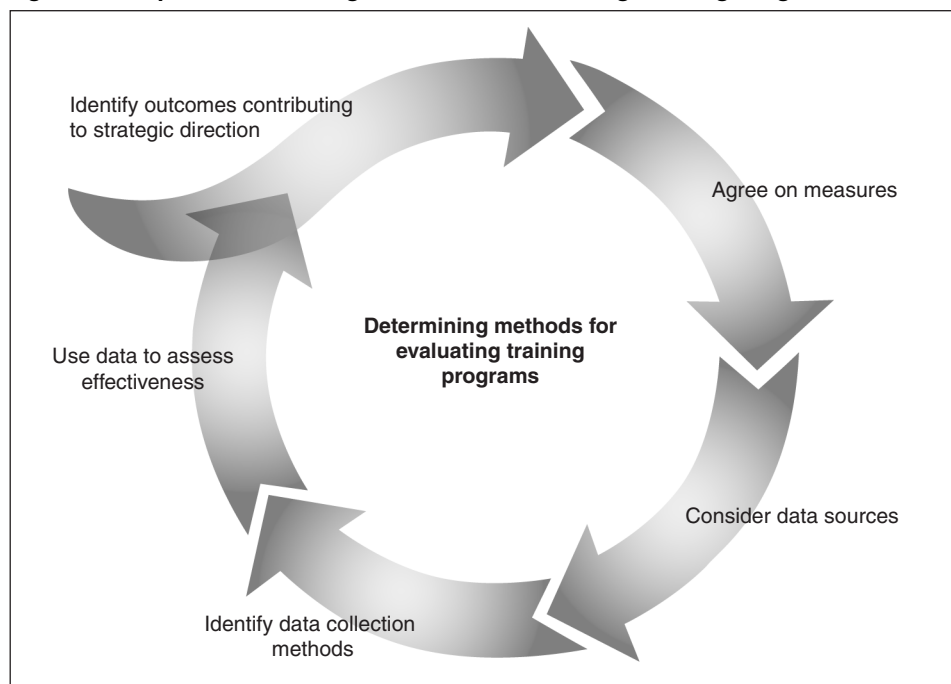 Identify outcomes contributing
to strategic direction
Agree on measures
Determining methods for
evaluating training
programs
Use data to assess
effectiveness
Consider data sources
Identify data collection
methods